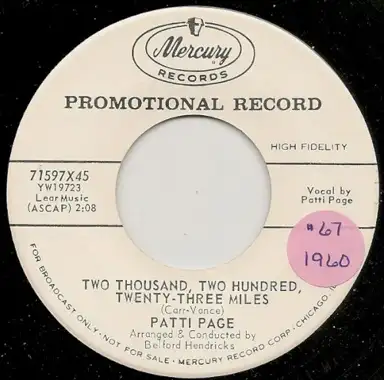 Mercury
RECORDS
PROMOTIONAL RECORD
HIGH FIDELITY
71597X45
YW19723
Lear Music
(ASCAP) 2:08
Vocal by
Patti Page
#67
1960
TWO THOUSAND, TWO HUNDRED,
TWENTY-THREE MILES
(Carr-Vance)
PATTI PAGE
Arranged & Conducted by
Belford Hendricks
FOR BROADCAST ONLY • NOT FOR SALE • MERCURY RECORD CORP. • CHICAGO,